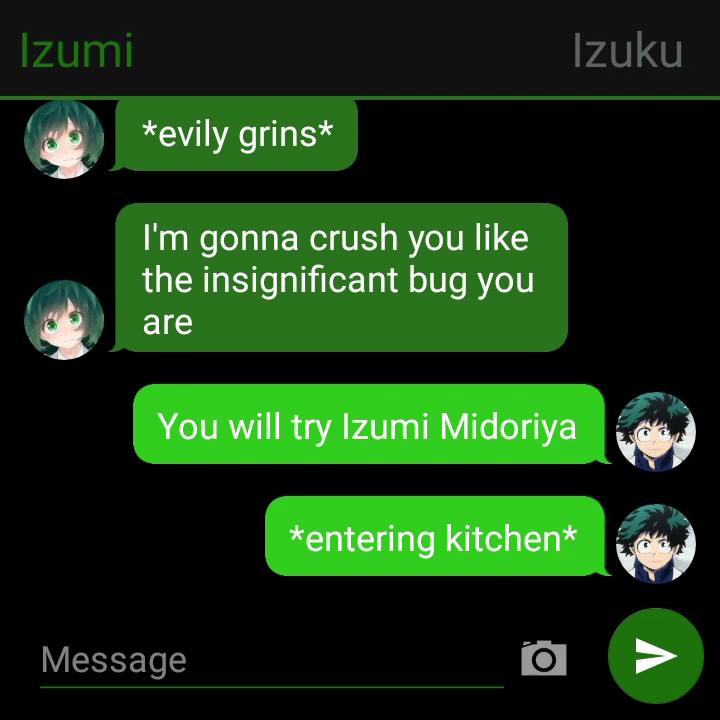 Izumi Izuku
*evily grins*
I'm gonna crush you like
the insignificant bug you
are
You will try Izumi Midoriya
*entering kitchen*
Message